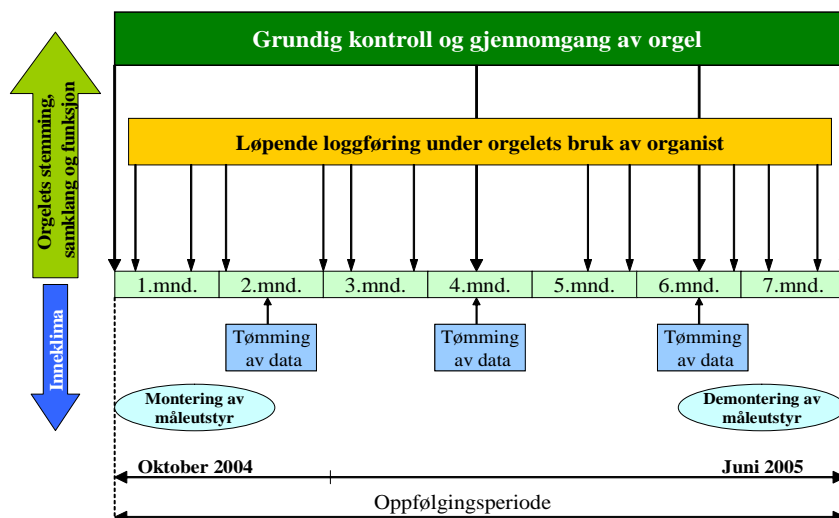 Grundig kontroll og gjennomgang av orgel
Orgelets stemming,
samklang og funksjon
Løpende loggføring under orgelets bruk av organist
1.mnd.
2.mnd.
3.mnd.
4.mnd.
5.mnd.
6.mnd.
7.mnd.
Inneklima
Tømming
av data
Tømming
av data
Tømming
av data
Montering av
måleutstyr
Demontering av
måleutstyr
Oktober 2004
Juni 2005
Oppfølgingsperiode